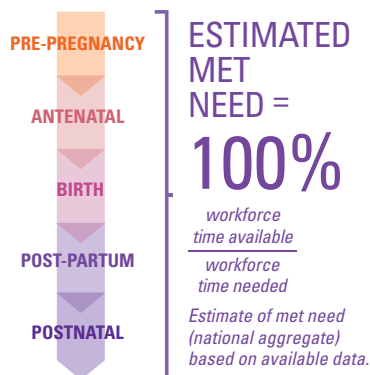 PRE-PREGNANCY
ANTENATAL
BIRTH
POST-PARTUM
POSTNATAL
ESTIMATED
MET
NEED =
100%
workforce
time available
workforce
time needed
Estimate of met need
(national aggregate)
based on available data.